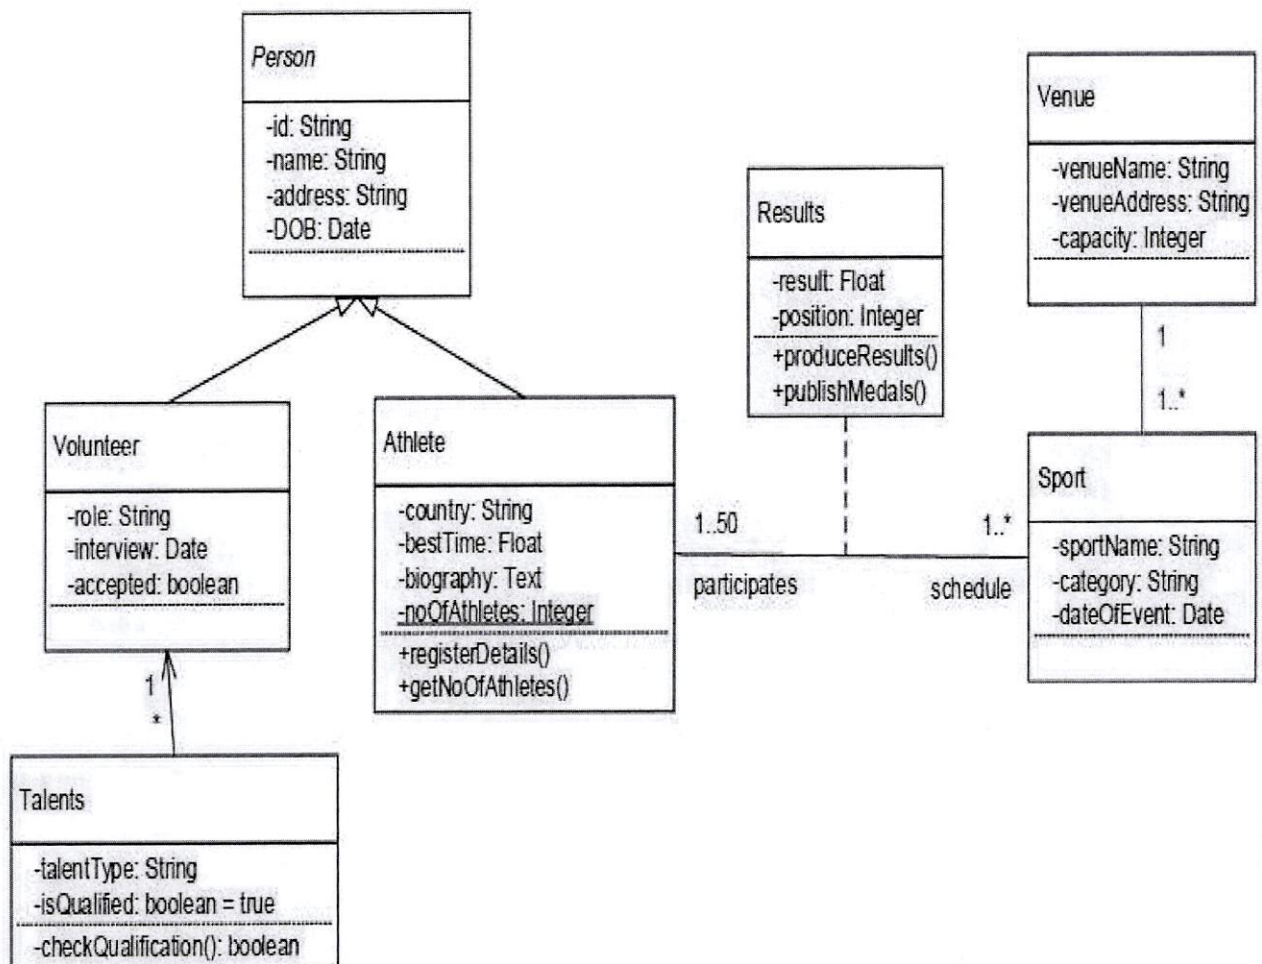 Person
-id: String
-name: String
-address: String
-DOB: Date
Venue
-venueName: String
-venueAddress: String
-capacity: Integer
Results
-result: Float
-position: Integer
+produceResults()
+publishMedals()
1
1..*
Volunteer
-role: String
-interview: Date
-accepted: boolean
Athlete
-country: String
-bestTime: Float
-biography: Text
-noOfAthletes: Integer
+registerDetails()
+getNoOfAthletes()
1..50
participates
1..*
schedule
Sport
-sportName: String
-category: String
-dateOfEvent: Date
1
*
Talents
-talentType: String
-isQualified: boolean = true
-checkQualification(): boolean